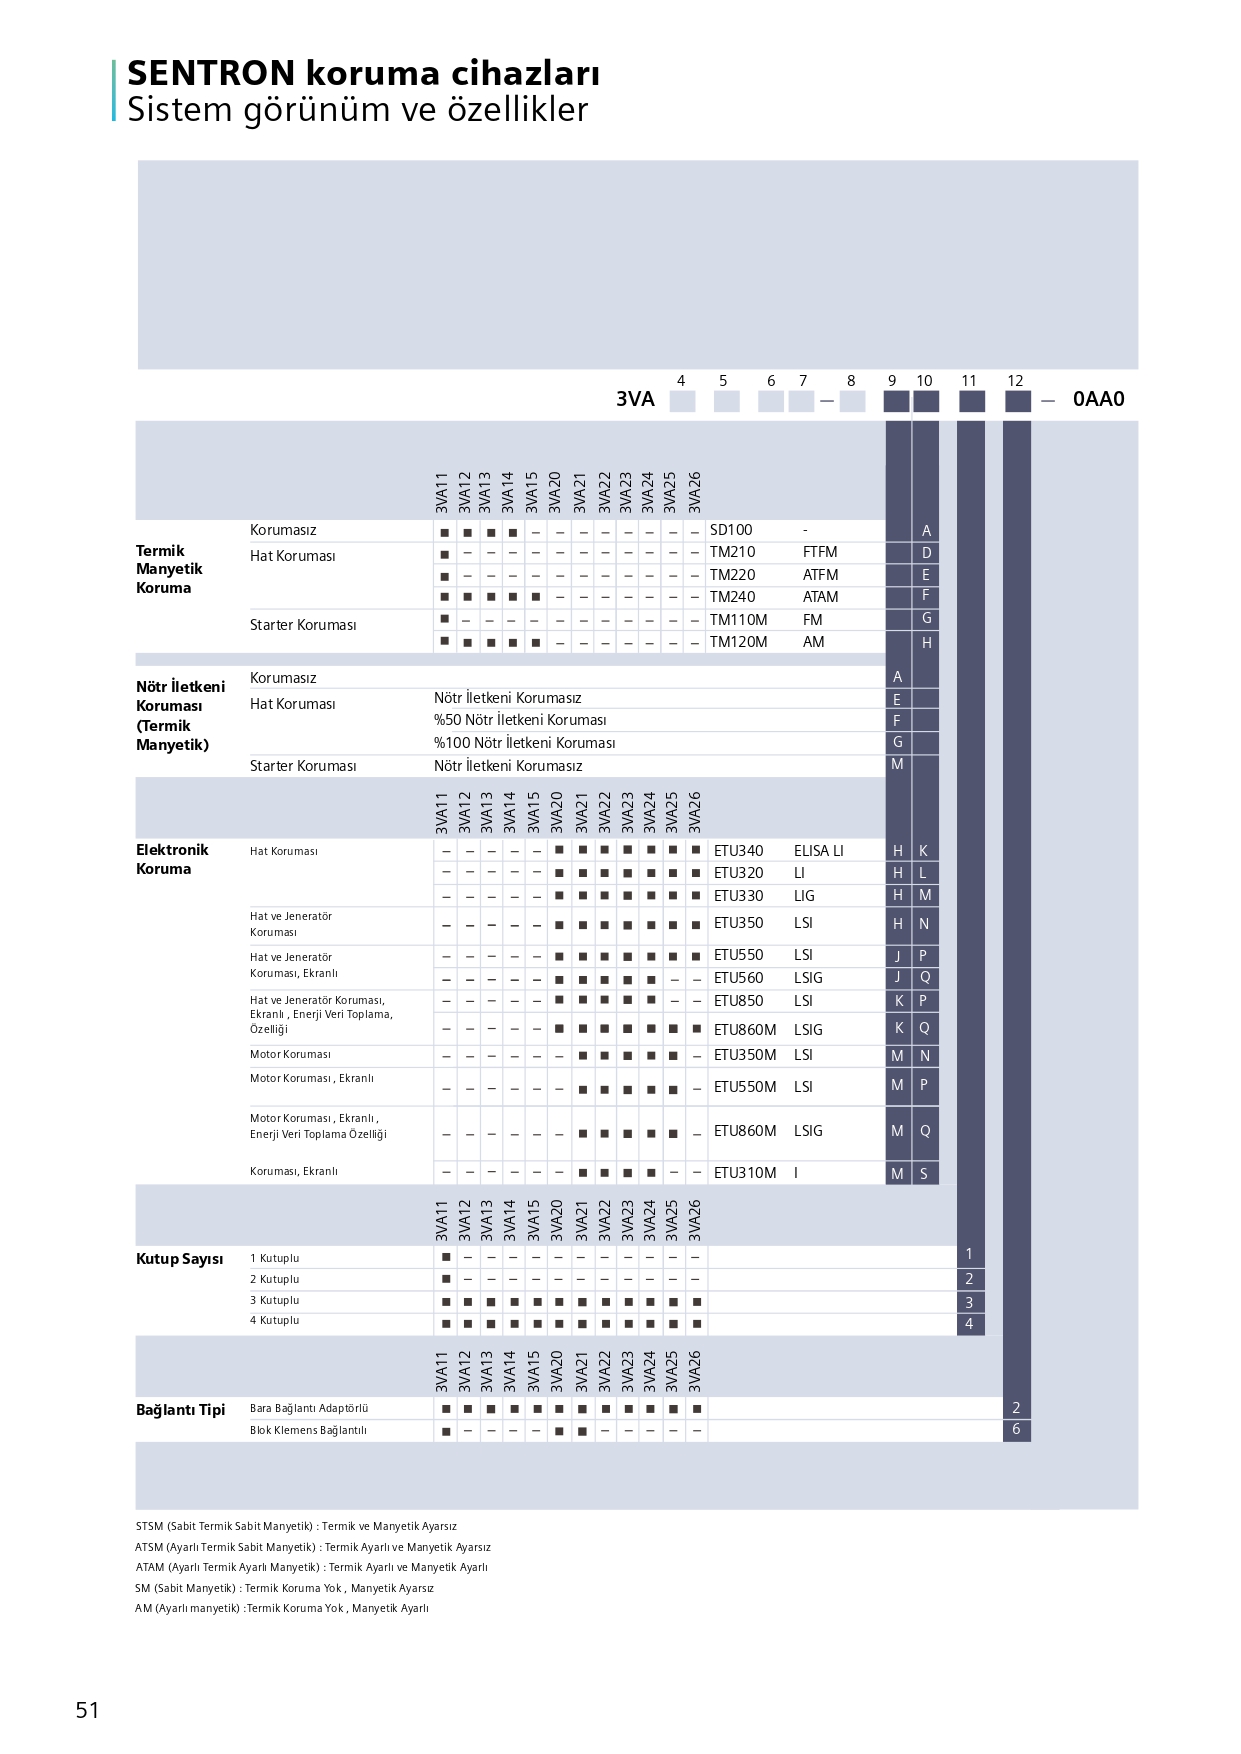 SENTRON koruma cihazları
Sistem görünüm ve özellikler
4 5 6 7 8 9 10 11 12
3VA – – 0AA0
3VA11 3VA12 3VA13 3VA14 3VA15 3VA20 3VA21 3VA22 3VA23 3VA24 3VA25 3VA26
Termik Manyetik Koruma
Korumasız ■ ■ ■ ■ – – – – – – – – SD100 - A
Hat Koruması ■ – – – – – – – – – – – TM210 FTFM D
■ – – – – – – – – – – – TM220 ATFM E
■ ■ ■ ■ ■ – – – – – – – TM240 ATAM F
Starter Koruması ■ – – – – – – – – – – – TM110M FM G
■ ■ ■ ■ ■ – – – – – – – TM120M AM H
Nötr İletkeni
Koruması
(Termik
Manyetik)
Korumasız A
Hat Koruması Nötr İletkeni Korumasız E
%50 Nötr İletkeni Koruması F
%100 Nötr İletkeni Koruması G
Starter Koruması Nötr İletkeni Korumasız M
3VA11 3VA12 3VA13 3VA14 3VA15 3VA20 3VA21 3VA22 3VA23 3VA24 3VA25 3VA26
Elektronik
Koruma
Hat Koruması – – – – – ■ ■ ■ ■ ■ ■ ■ ETU340 ELISA LI H K
– – – – – ■ ■ ■ ■ ■ ■ ■ ETU320 LI H L
– – – – – ■ ■ ■ ■ ■ ■ ■ ETU330 LIG H M
Hat ve Jeneratör
Koruması – – – – – ■ ■ ■ ■ ■ ■ ■ ETU350 LSI H N
Hat ve Jeneratör – – – – – ■ ■ ■ ■ ■ ■ ■ ETU550 LSI J P
Koruması, Ekranlı – – – – – ■ ■ ■ ■ ■ – – ETU560 LSIG J Q
Hat ve Jeneratör Koruması, – – – – – ■ ■ ■ ■ ■ – – ETU850 LSI K P
Ekranlı , Enerji Veri Toplama,
Özelliği – – – – – ■ ■ ■ ■ ■ ■ ■ ETU860M LSIG K Q
Motor Koruması – – – – – – ■ ■ ■ ■ ■ – ETU350M LSI M N
Motor Koruması , Ekranlı – – – – – – ■ ■ ■ ■ ■ – ETU550M LSI M P
Motor Koruması , Ekranlı ,
Enerji Veri Toplama Özelliği – – – – – – ■ ■ ■ ■ ■ – ETU860M LSIG M Q
Koruması, Ekranlı – – – – – – ■ ■ ■ ■ – – ETU310M I M S
3VA11 3VA12 3VA13 3VA14 3VA15 3VA20 3VA21 3VA22 3VA23 3VA24 3VA25 3VA26
Kutup Sayısı
1 Kutuplu ■ – – – – – – – – – – – 1
2 Kutuplu ■ – – – – – – – – – – – 2
3 Kutuplu ■ ■ ■ ■ ■ ■ ■ ■ ■ ■ ■ ■ 3
4 Kutuplu ■ ■ ■ ■ ■ ■ ■ ■ ■ ■ ■ ■ 4
3VA11 3VA12 3VA13 3VA14 3VA15 3VA20 3VA21 3VA22 3VA23 3VA24 3VA25 3VA26
Bağlantı Tipi
Bara Bağlantı Adaptörlü ■ ■ ■ ■ ■ ■ ■ ■ ■ ■ ■ ■ 2
Blok Klemens Bağlantılı ■ – – – – ■ ■ – – – – – 6
STSM (Sabit Termik Sabit Manyetik) : Termik ve Manyetik Ayarsız
ATSM (Ayarlı Termik Sabit Manyetik) : Termik Ayarlı ve Manyetik Ayarsız
ATAM (Ayarlı Termik Ayarlı Manyetik) : Termik Ayarlı ve Manyetik Ayarlı
SM (Sabit Manyetik) : Termik Koruma Yok , Manyetik Ayarsız
AM (Ayarlı manyetik) :Termik Koruma Yok , Manyetik Ayarlı
51